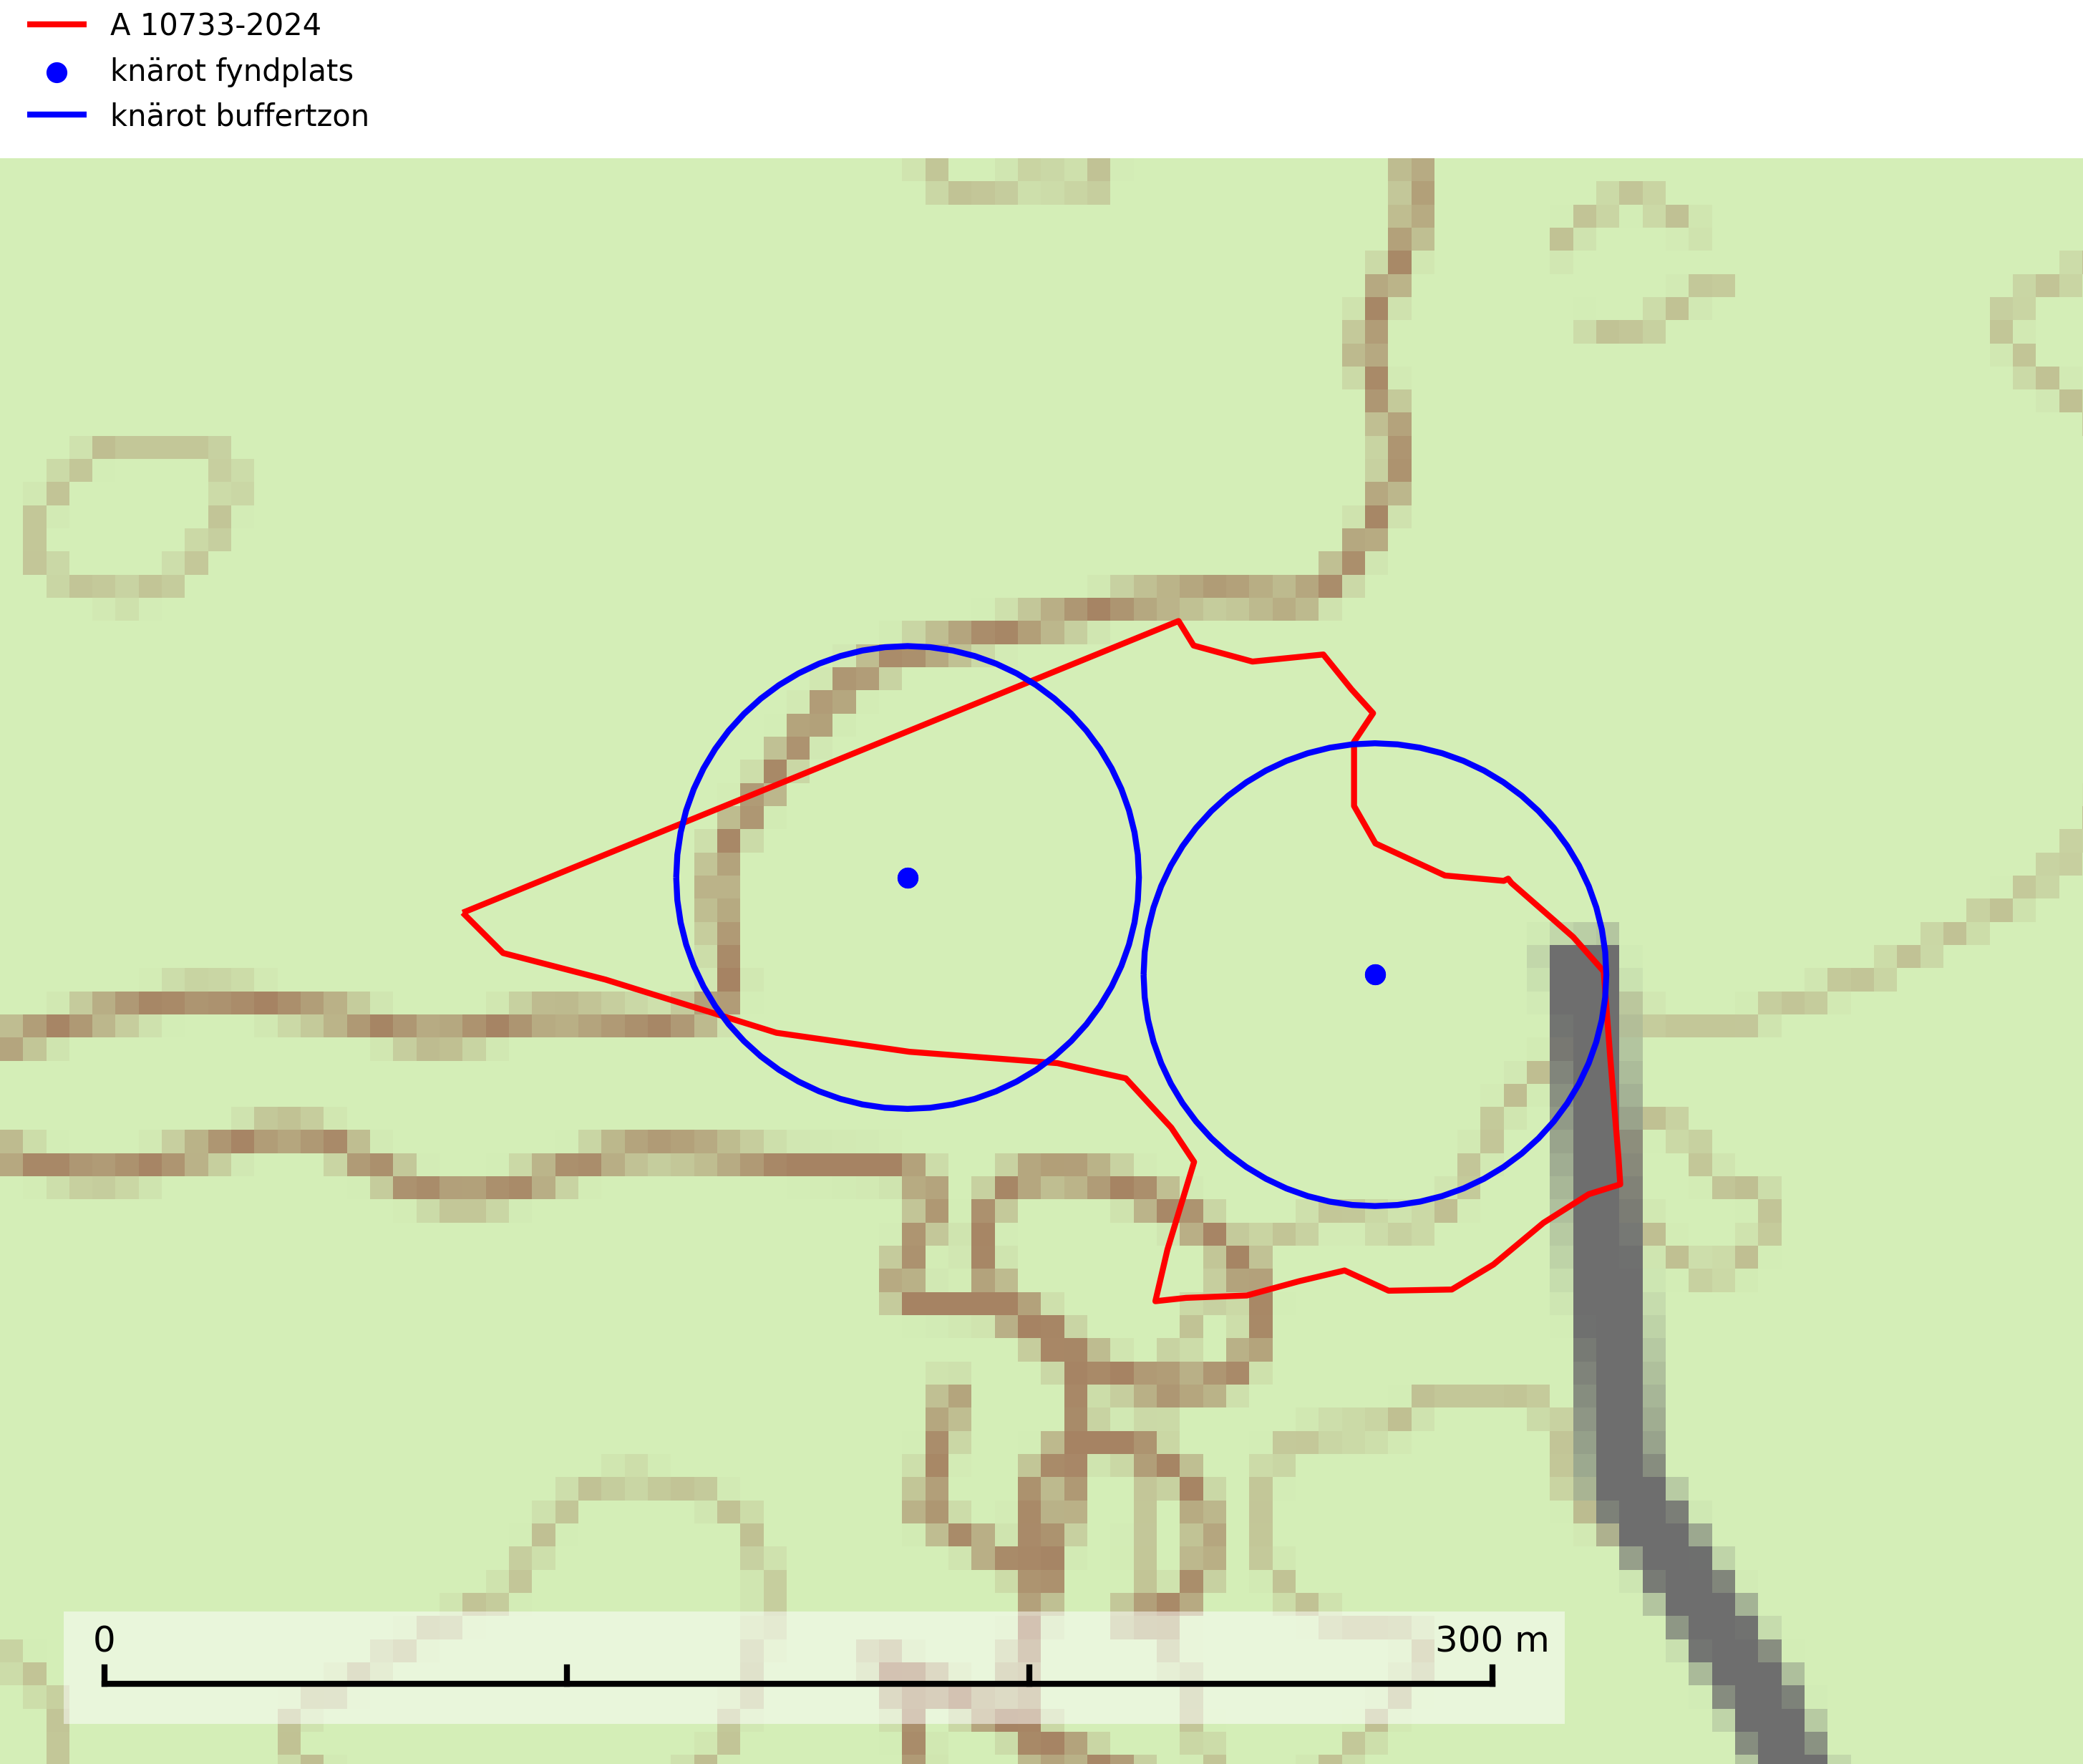 A 10733-2024
knärot fyndplats
knärot buffertzon
0
300 m